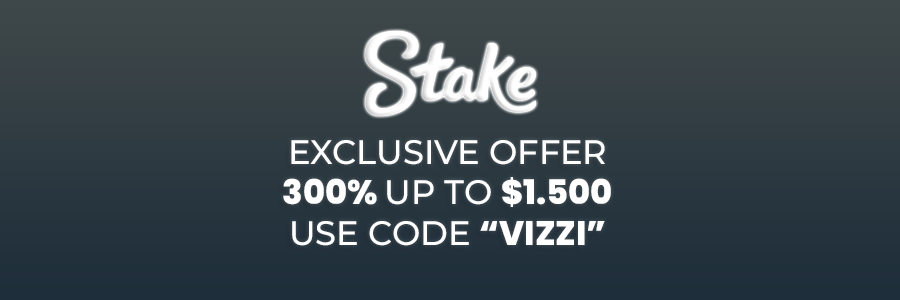 Stake
EXCLUSIVE OFFER
300% UP TO $1.500
USE CODE “VIZZI”